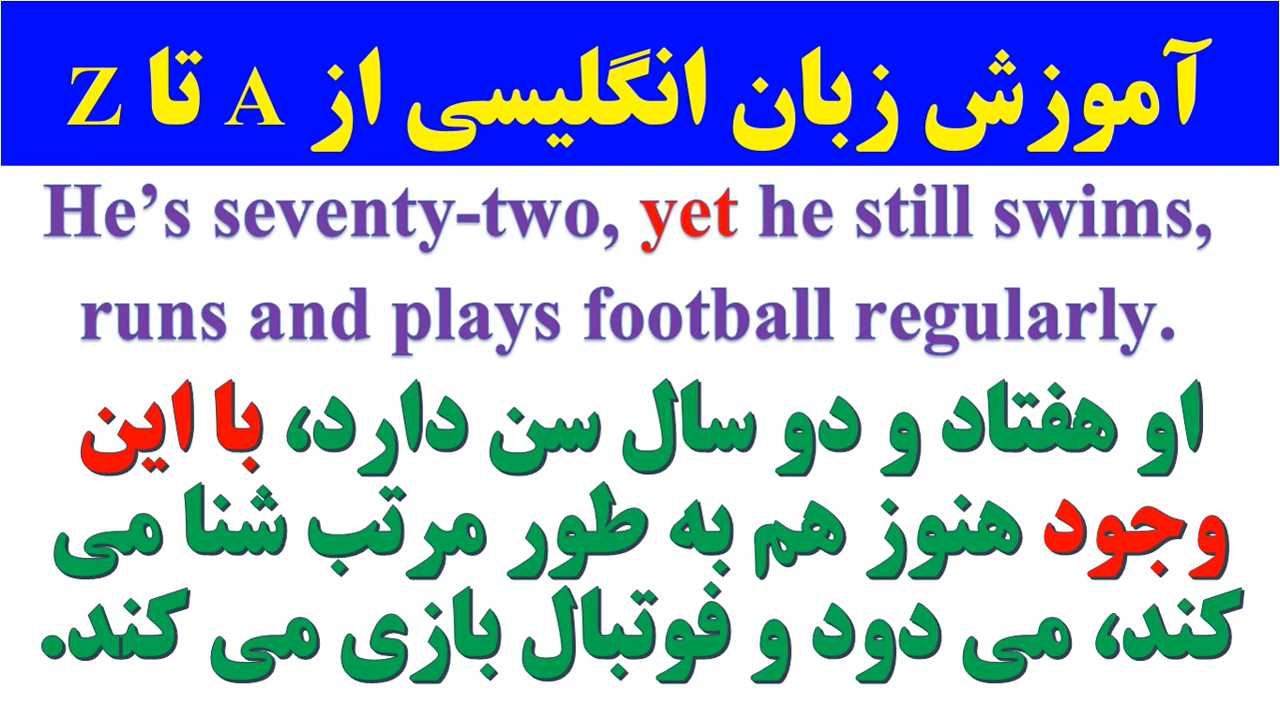 آموزش زبان انگلیسی از A تا Z
He’s seventy-two, yet he still swims,
runs and plays football regularly.
او هفتاد و دو سال سن دارد، با این
وجود هنوز هم به طور مرتب شنا می
کند، می دود و فوتبال بازی می کند.